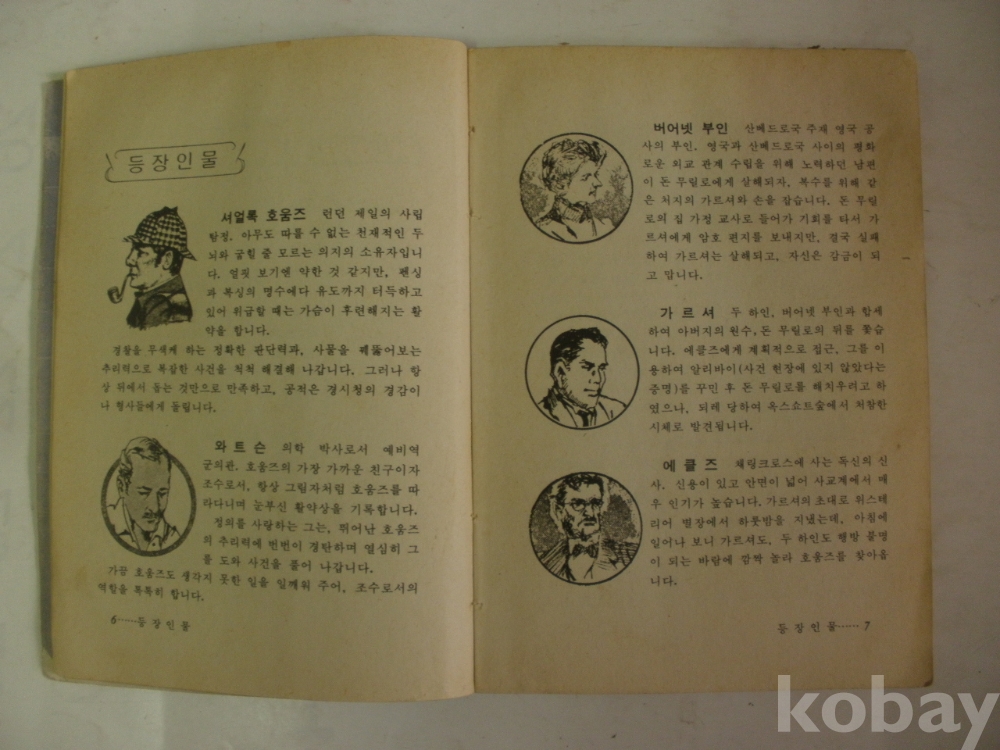 등장인물
셔얼록 호움즈 런던 제일의 사립
탐정. 아무도 따를 수 없는 천재적인 두
뇌와 굽힐 줄 모르는 의지의 소유자입니
다. 얼핏 보기엔 약한 것 같지만, 펜싱
과 복싱의 명수에다 유도까지 터득하고
있어 위급할 때는 가슴이 후련해지는 활
약을 합니다.
경찰을 무색케 하는 정확한 판단력과, 사물을 꿰뚫어보는
추리력으로 복잡한 사건을 척척 해결해 나갑니다. 그러나 항
상 뒤에서 돕는 것만으로 만족하고, 공적은 경시청의 경감이
나 형사들에게 돌립니다.
와트슨 의학 박사로서 예비역
군의관. 호움즈의 가장 가까운 친구이자
조수로서, 항상 그림자처럼 호움즈를 따
라다니며 눈부신 활약상을 기록합니다.
정의를 사랑하는 그는, 뛰어난 호움즈
의 추리력에 번번이 경탄하며 열심히 그
를 도와 사건을 풀어 나갑니다.
가끔 호움즈도 생각지 못한 일을 일깨워 주어, 조수로서의
역할을 톡톡히 합니다.
6……등장인물
버어넷 부인 산베드로국 주재 영국 공
사의 부인. 영국과 산베드로국 사이의 평화
로운 외교 관계 수립을 위해 노력하던 남편
이 돈 무릴로에게 살해되자, 복수를 위해 같
은 처지의 가르셔와 손을 잡습니다. 돈 무릴
로의 집 가정 교사로 들어가 기회를 타서 가
르셔에게 암호 편지를 보내지만, 결국 실패
하여 가르셔는 살해되고, 자신은 감금이 되
고 맙니다.
가르셔 두 하인, 버어넷 부인과 합세
하여 아버지의 원수, 돈 무릴로의 뒤를 쫓습
니다. 에클즈에게 계획적으로 접근, 그를 이
용하여 알리바이(사건 현장에 있지 않았다는
증명)를 꾸민 후 돈 무릴로를 해치우려고 하
였으나, 되레 당하여 옥스쇼트숲에서 처참한
시체로 발견됩니다.
에클즈 채링크로스에 사는 독신의 신
사. 신용이 있고 안면이 넓어 사교계에서 매
우 인기가 높습니다. 가르셔의 초대로 위스테
리어 별장에서 하룻밤을 지냈는데, 아침에
일어나 보니 가르셔도, 두 하인도 행방 불명
이 되는 바람에 깜짝 놀라 호움즈를 찾아옵
니다.
등장인물……7
kobay